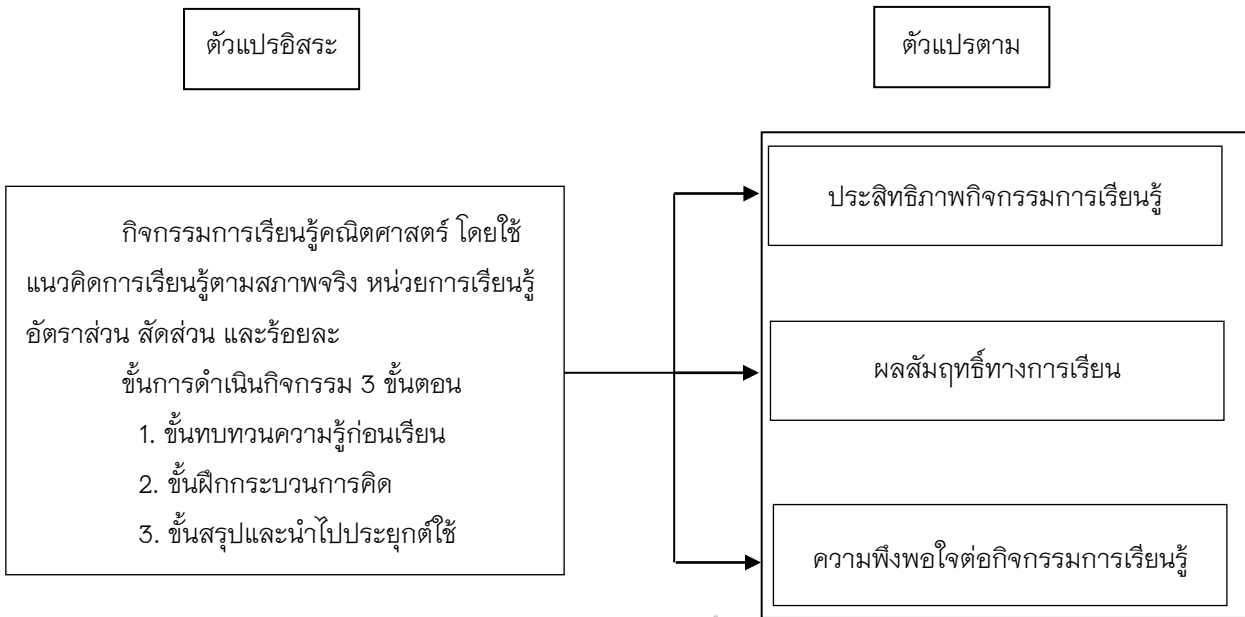 ตัวแปรอิสระ
ตัวแปรตาม
กิจกรรมการเรียนรู้คณิตศาสตร์ โดยใช้
แนวคิดการเรียนรู้ตามสภาพจริง หน่วยการเรียนรู้
อัตราส่วน สัดส่วน และร้อยละ
ขั้นการดำเนินกิจกรรม 3 ขั้นตอน
1. ขั้นทบทวนความรู้ก่อนเรียน
2. ขั้นฝึกกระบวนการคิด
3. ขั้นสรุปและนำไปประยุกต์ใช้
ประสิทธิภาพกิจกรรมการเรียนรู้
ผลสัมฤทธิ์ทางการเรียน
ความพึงพอใจต่อกิจกรรมการเรียนรู้